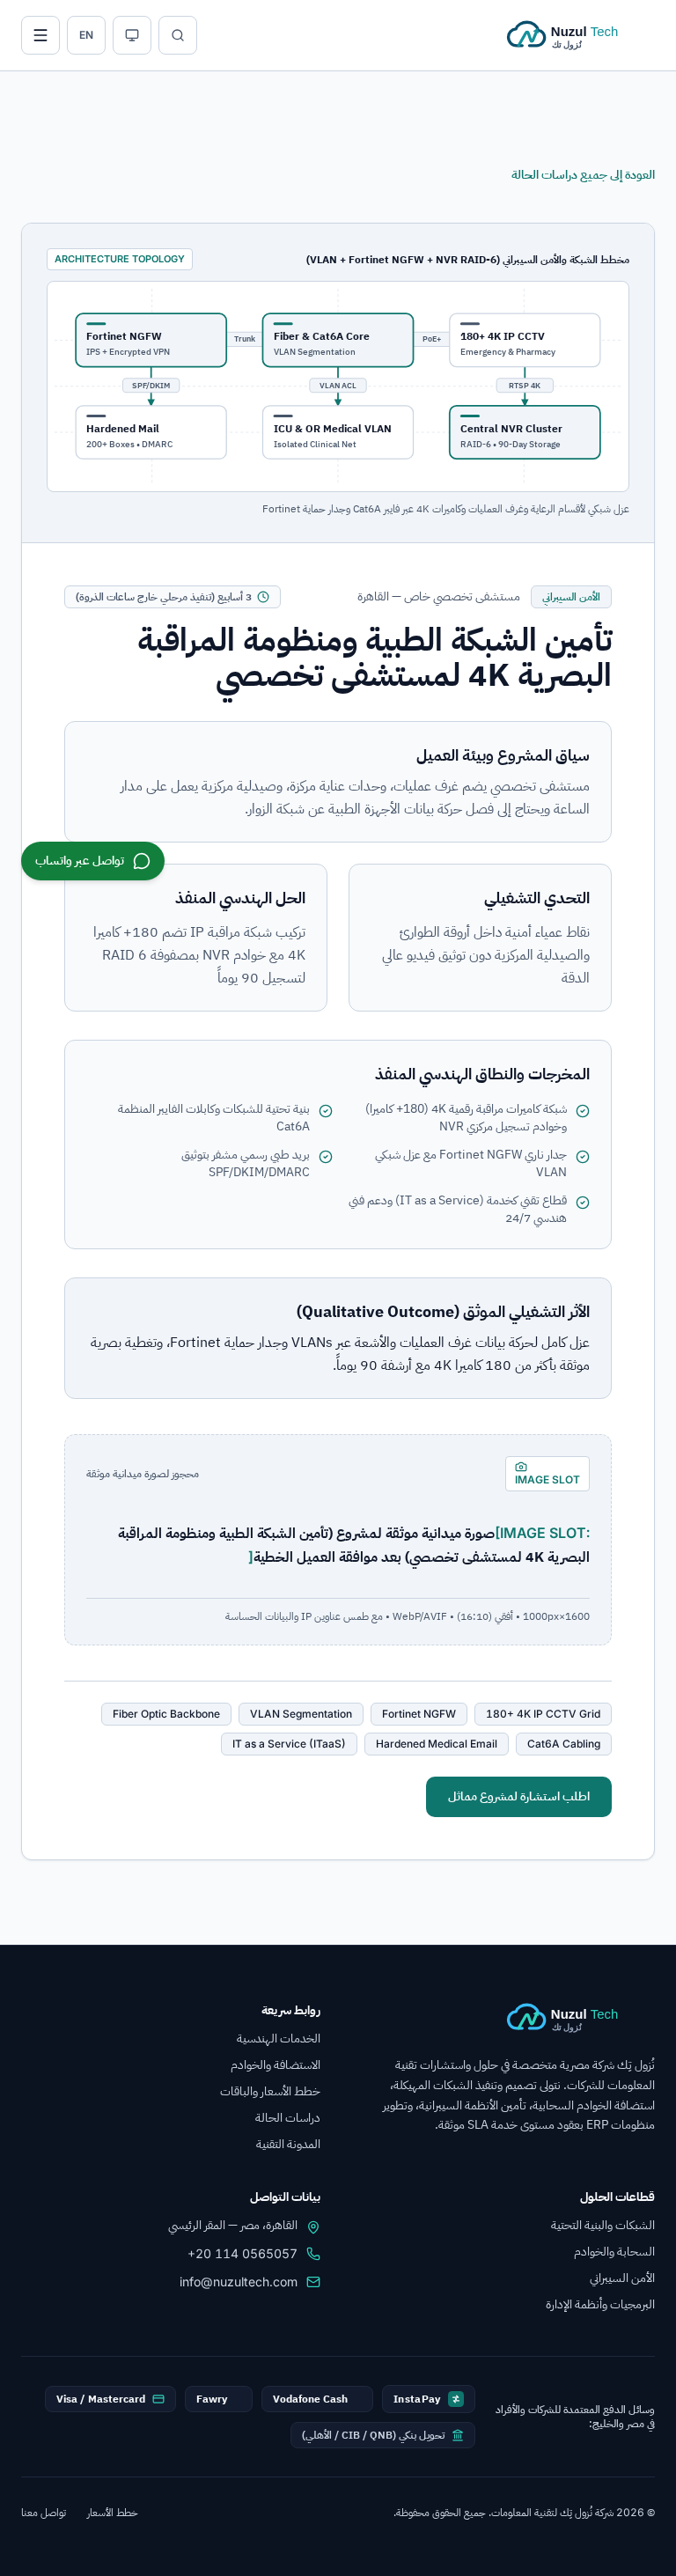 Nuzul Tech
نُزول تك
EN
العودة إلى جميع دراسات الحالة
مخطط الشبكة والأمن السيبراني (VLAN + Fortinet NGFW + NVR RAID-6)
ARCHITECTURE TOPOLOGY
Fortinet NGFW
IPS + Encrypted VPN
Trunk
Fiber & Cat6A Core
VLAN Segmentation
PoE+
180+ 4K IP CCTV
Emergency & Pharmacy
SPF/DKIM
VLAN ACL
RTSP 4K
Hardened Mail
200+ Boxes • DMARC
ICU & OR Medical VLAN
Isolated Clinical Net
Central NVR Cluster
RAID-6 • 90-Day Storage
عزل شبكي لأقسام الرعاية وغرف العمليات وكاميرات 4K عبر فايبر Cat6A وجدار حماية Fortinet
الأمن السيبراني
مستشفى تخصصي خاص — القاهرة
3 أسابيع (تنفيذ مرحلي خارج ساعات الذروة)
تأمين الشبكة الطبية ومنظومة المراقبة
البصرية 4K لمستشفى تخصصي
سياق المشروع وبيئة العميل
مستشفى تخصصي يضم غرف عمليات، وحدات عناية مركزة، وصيدلية مركزية يعمل على مدار
الساعة ويحتاج إلى فصل حركة بيانات الأجهزة الطبية عن شبكة الزوار.
تواصل عبر واتساب
التحدي التشغيلي
نقاط عمياء أمنية داخل أروقة الطوارئ
والصيدلية المركزية دون توثيق فيديو عالي
الدقة
الحل الهندسي المنفذ
تركيب شبكة مراقبة IP تضم 180+ كاميرا
4K مع خوادم NVR بمصفوفة RAID 6
لتسجيل 90 يوماً
المخرجات والنطاق الهندسي المنفذ
شبكة كاميرات مراقبة رقمية 4K (180+ كاميرا)
وخوادم تسجيل مركزي NVR
بنية تحتية للشبكات وكابلات الفايبر المنظمة
Cat6A
جدار ناري Fortinet NGFW مع عزل شبكي
VLAN
بريد طبي رسمي مشفر بتوثيق
SPF/DKIM/DMARC
قطاع تقني كخدمة (IT as a Service) ودعم فني
هندسي 24/7
الأثر التشغيلي الموثق (Qualitative Outcome)
عزل كامل لحركة بيانات غرف العمليات والأشعة عبر VLANs وجدار حماية Fortinet، وتغطية بصرية
موثقة بأكثر من 180 كاميرا 4K مع أرشفة 90 يوماً.
IMAGE SLOT
محجوز لصورة ميدانية موثقة
[IMAGE SLOT: صورة ميدانية موثقة لمشروع (تأمين الشبكة الطبية ومنظومة المراقبة
البصرية 4K لمستشفى تخصصي) بعد موافقة العميل الخطية]
1600×1000px • أفقي (16:10) • WebP/AVIF • مع طمس عناوين IP والبيانات الحساسة
180+ 4K IP CCTV Grid
Fortinet NGFW
VLAN Segmentation
Fiber Optic Backbone
Cat6A Cabling
Hardened Medical Email
IT as a Service (ITaaS)
اطلب استشارة لمشروع مماثل
Nuzul Tech
نُزول تك
نُزول تِك شركة مصرية متخصصة في حلول واستشارات تقنية
المعلومات للشركات. نتولى تصميم وتنفيذ الشبكات المهيكلة،
استضافة الخوادم السحابية، تأمين الأنظمة السيبرانية، وتطوير
منظومات ERP بعقود مستوى خدمة SLA موثقة.
روابط سريعة
الخدمات الهندسية
الاستضافة والخوادم
خطط الأسعار والباقات
دراسات الحالة
المدونة التقنية
قطاعات الحلول
الشبكات والبنية التحتية
السحابة والخوادم
الأمن السيبراني
البرمجيات وأنظمة الإدارة
بيانات التواصل
القاهرة، مصر — المقر الرئيسي
+20 114 0565057
info@nuzultech.com
وسائل الدفع المعتمدة للشركات والأفراد
في مصر والخليج:
InstaPay
Vodafone Cash
Fawry
Visa / Mastercard
تحويل بنكي (CIB / QNB / الأهلي)
© 2026 شركة نُزول تِك لتقنية المعلومات. جميع الحقوق محفوظة.
خطط الأسعار
تواصل معنا